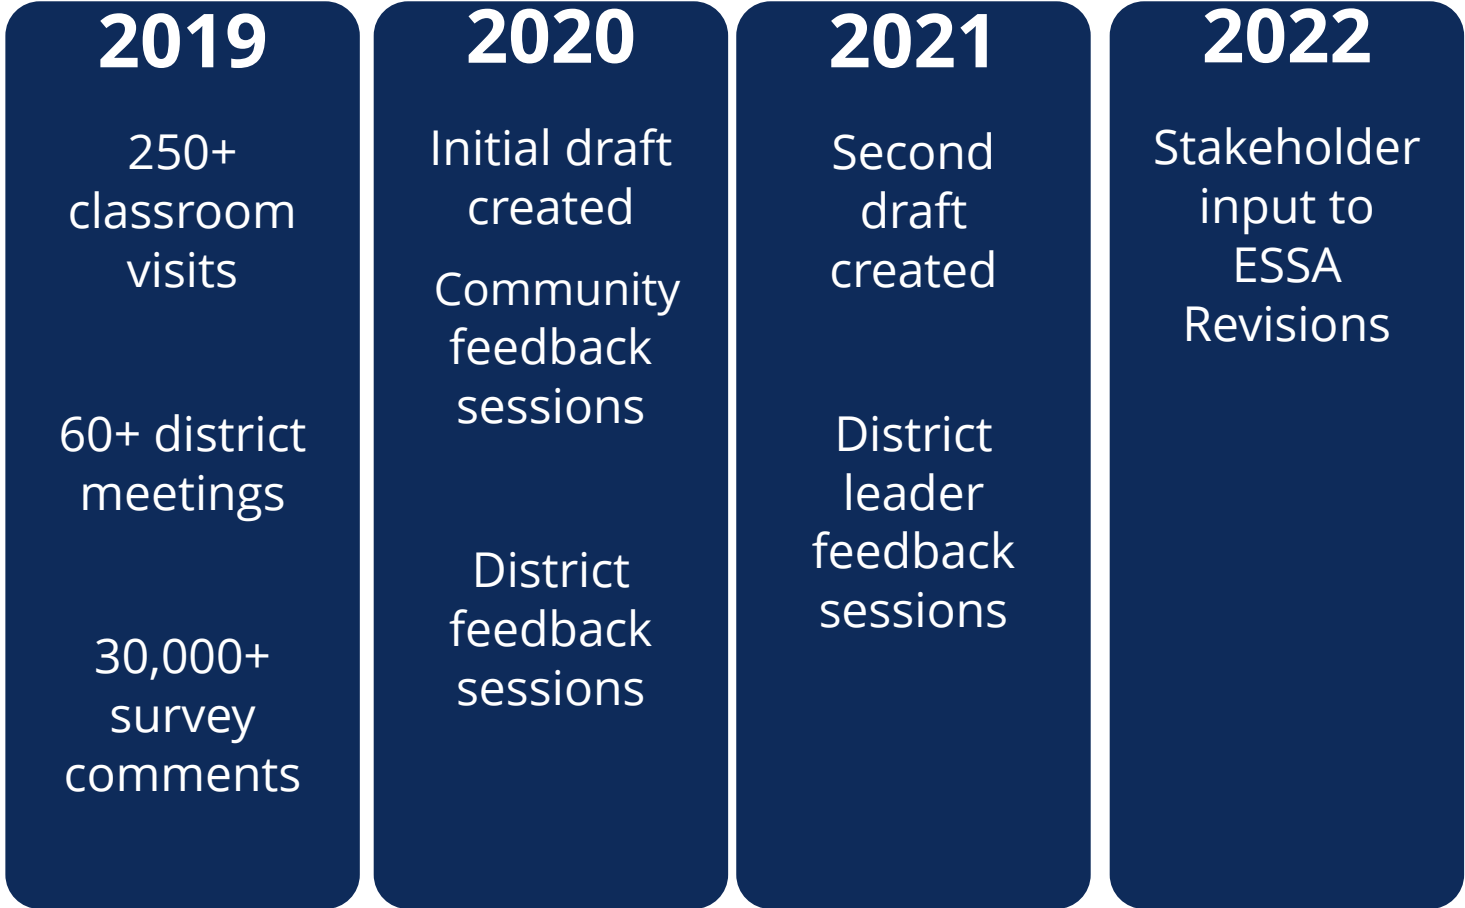 2019
250+
classroom
visits
60+ district
meetings
30,000+
survey
comments
2020
Initial draft
created
Community
feedback
sessions
District
feedback
sessions
2021
Second
draft
created
District
leader
feedback
sessions
2022
Stakeholder
input to
ESSA
Revisions